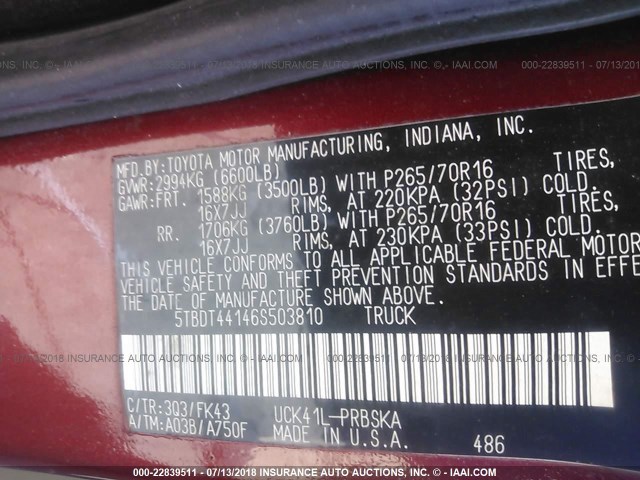 000-22839511 - 07/13/2018 - INSURANCE AUTO AUCTIONS, INC. © - IAAI.COM
MFD.BY:TOYOTA MOTOR MANUFACTURING, INDIANA, INC.
GVWR:2994KG (6600LB)
GAWR:FRT. 1588KG (3500LB) WITH P265/70R16 TIRES,
16X7JJ RIMS, AT 220KPA (32PSI) COLD.
RR. 1706KG (3760LB) WITH P265/70R16 TIRES,
16X7JJ RIMS, AT 230KPA (33PSI) COLD.
THIS VEHICLE CONFORMS TO ALL APPLICABLE FEDERAL MOTOR
VEHICLE SAFETY AND THEFT PREVENTION STANDARDS IN EFFE
THE DATE OF MANUFACTURE SHOWN ABOVE.
5TBDT44146S503810 TRUCK
C/TR:3Q3/FK43 UCK41L-PRBSKA
A/TM:A03B/A750F MADE IN U.S.A. 486
000-22839511 - 07/13/2018 - INSURANCE AUTO AUCTIONS, INC. © - IAAI.COM